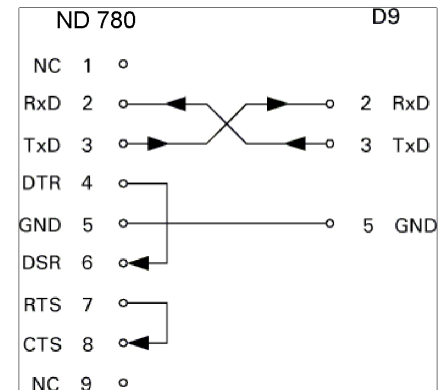 ND 780 D9
NC 1
RxD 2 2 RxD
TxD 3 3 TxD
DTR 4
GND 5 5 GND
DSR 6
RTS 7
CTS 8
NC 9